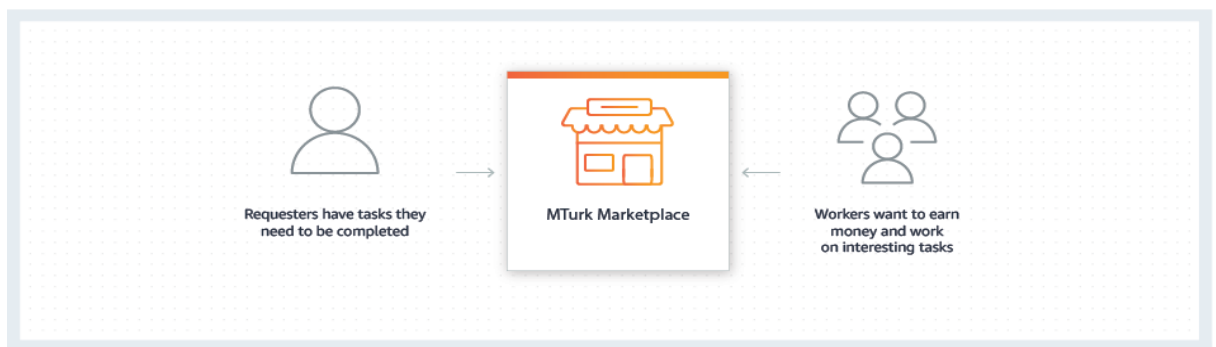 Requesters have tasks they
need to be completed
MTurk Marketplace
Workers want to earn
money and work
on interesting tasks